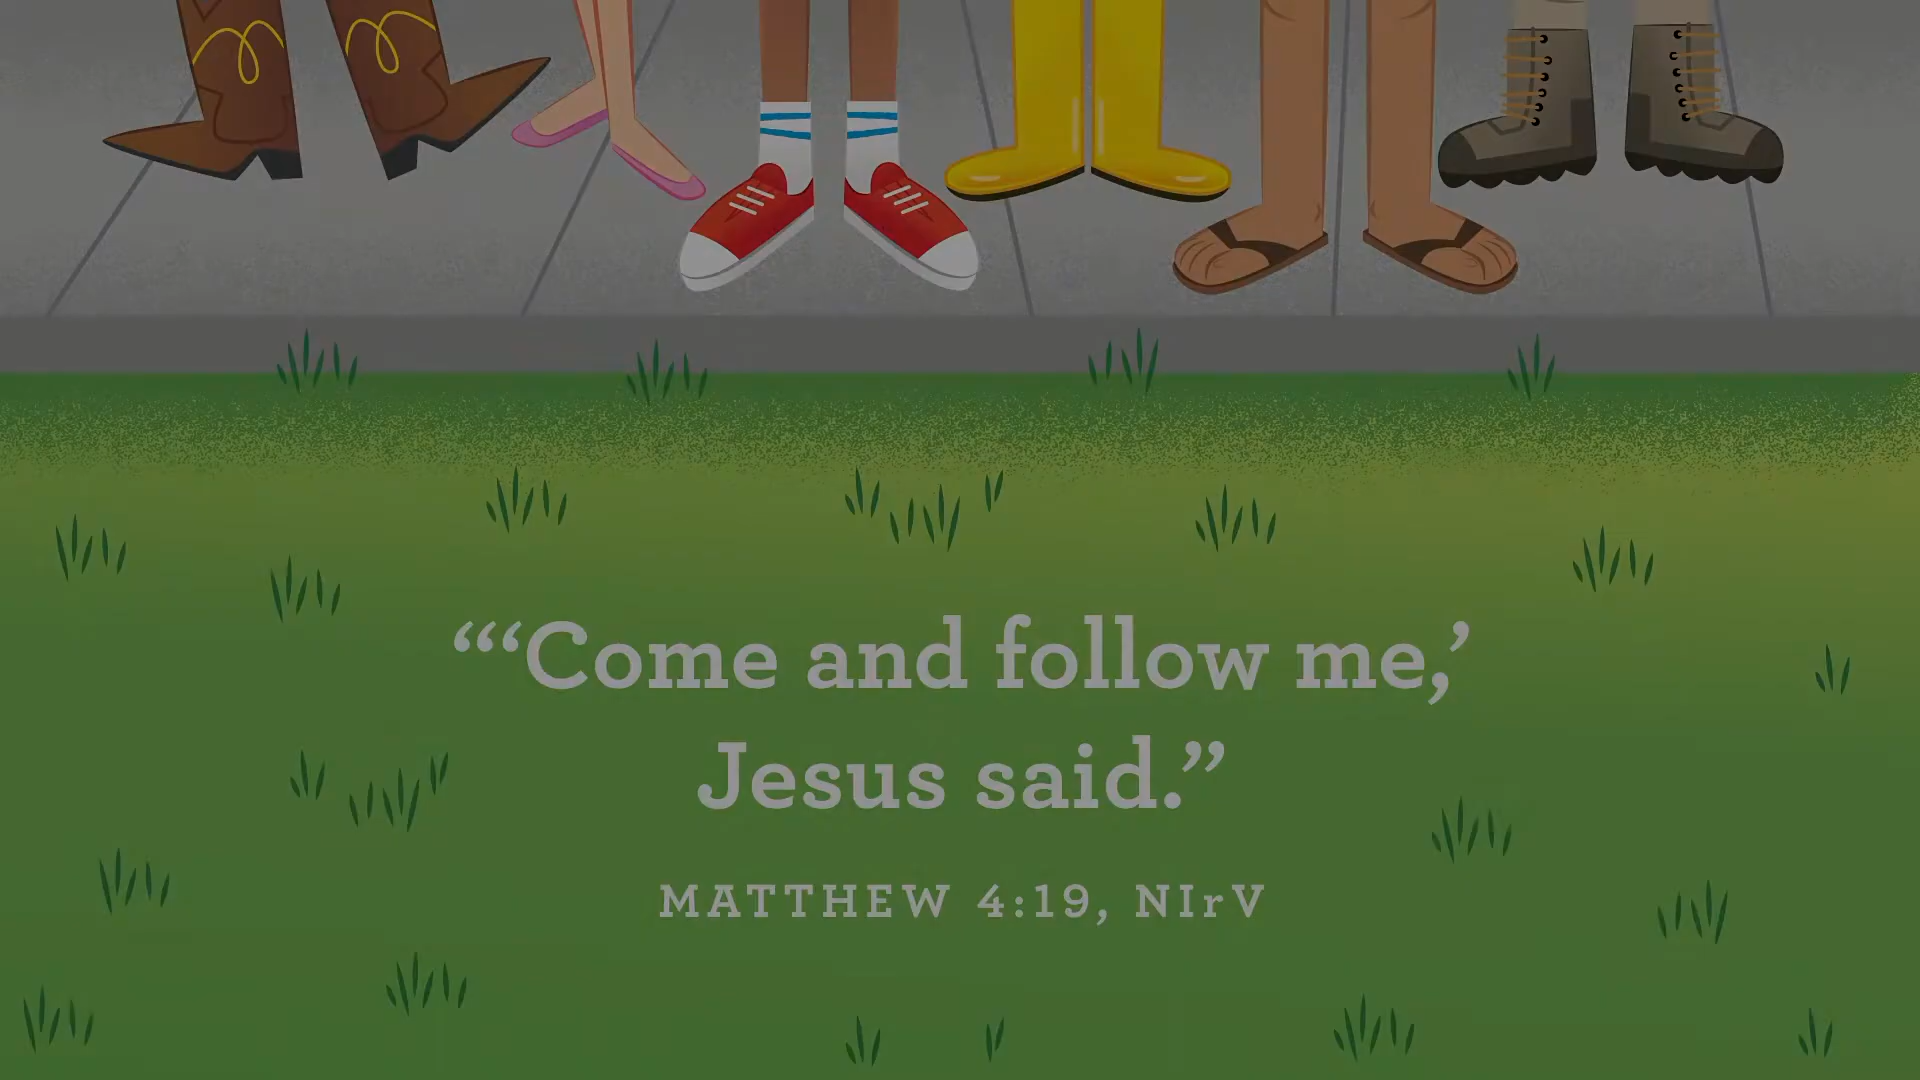 “‘Come and follow me,’
Jesus said.”
MATTHEW 4:19, NIrV